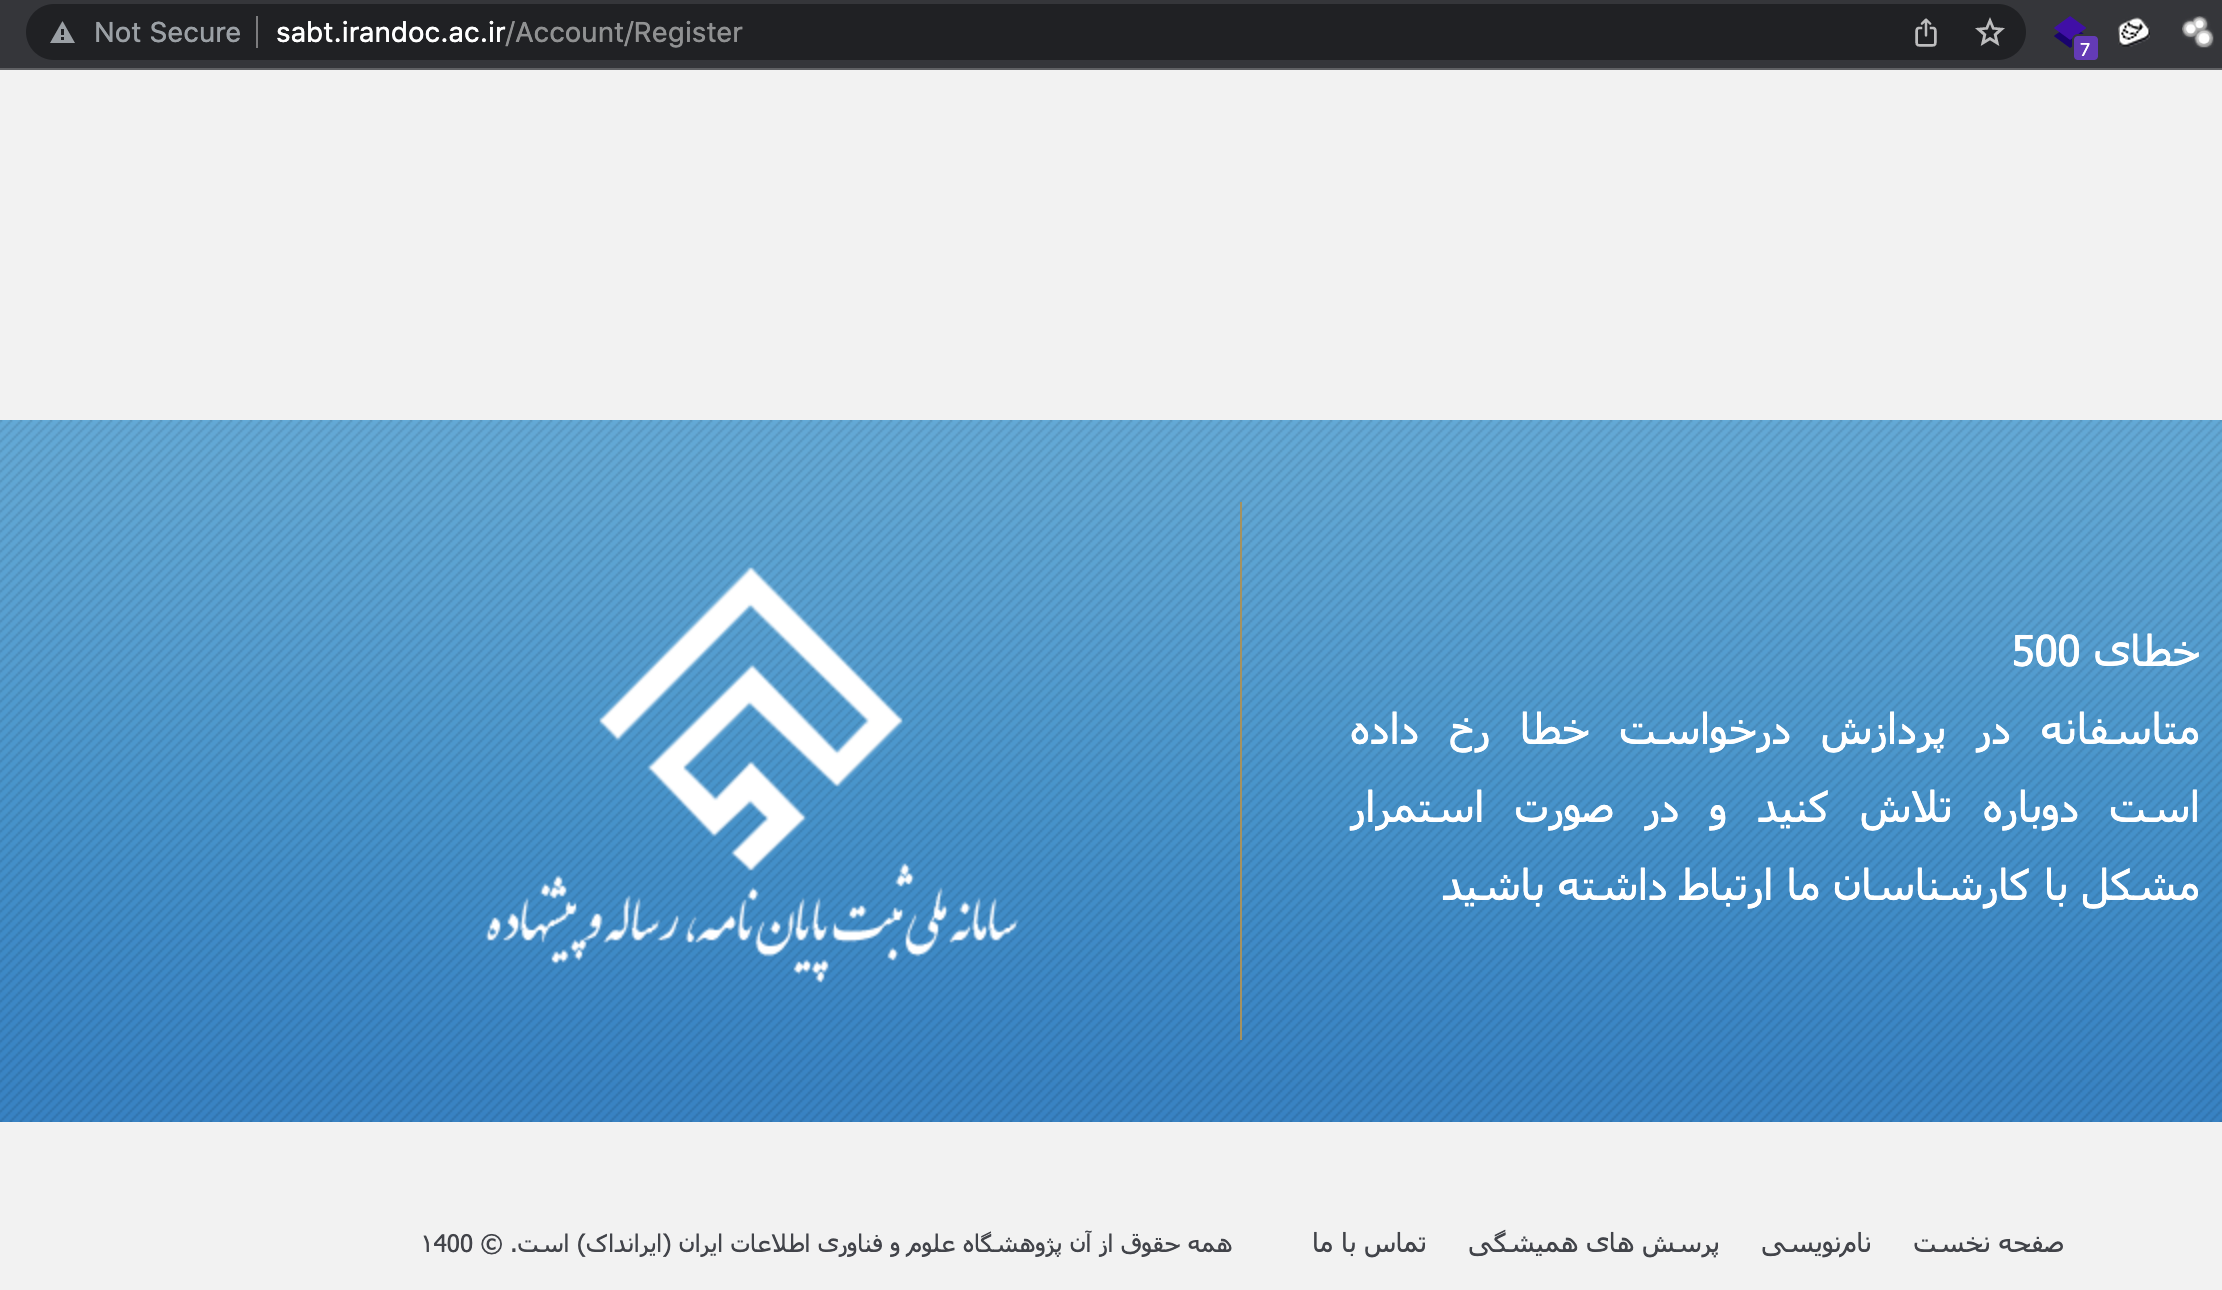 Not Secure
sabt.irandoc.ac.ir/Account/Register
7
خطای 500
متاسفانه در پردازش درخواست خطا رخ داده
است دوباره تلاش کنید و در صورت استمرار
مشکل با کارشناسان ما ارتباط داشته باشید
سامانه ملی ثبت پایان نامه، رساله و پیشنهاده
صفحه نخست نام‌نویسی پرسش های همیشگی تماس با ما همه حقوق از آن پژوهشگاه علوم و فناوری اطلاعات ایران (ایرانداک) است. © ۱400